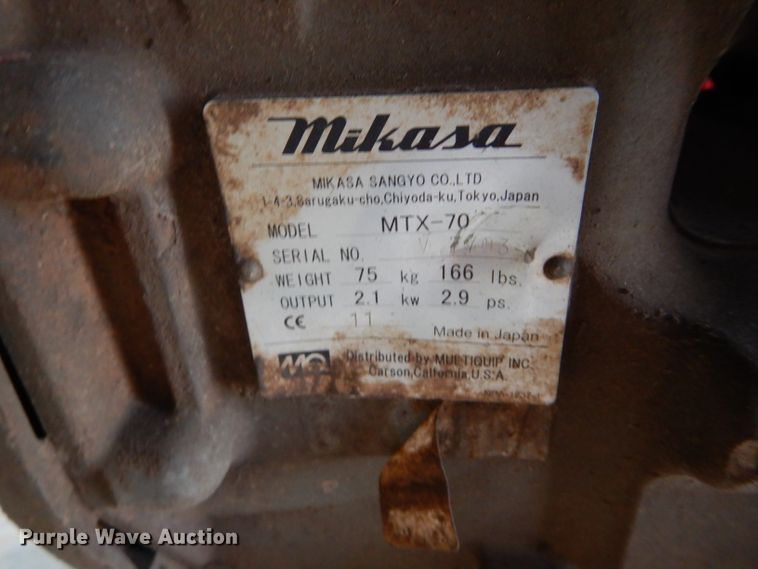 mikasa
MIKASA SANGYO CO.,LTD
1-4-3,Sarugaku-cho,Chiyoda-ku,Tokyo,Japan
MODEL MTX-70
SERIAL NO.
WEIGHT 75 kg 166 lbs.
OUTPUT 2.1 kw 2.9 ps.
CE 11 Made in Japan
MQ Distributed by MULTIQUIP INC.
Carson,California,U.S.A.
Purple Wave Auction